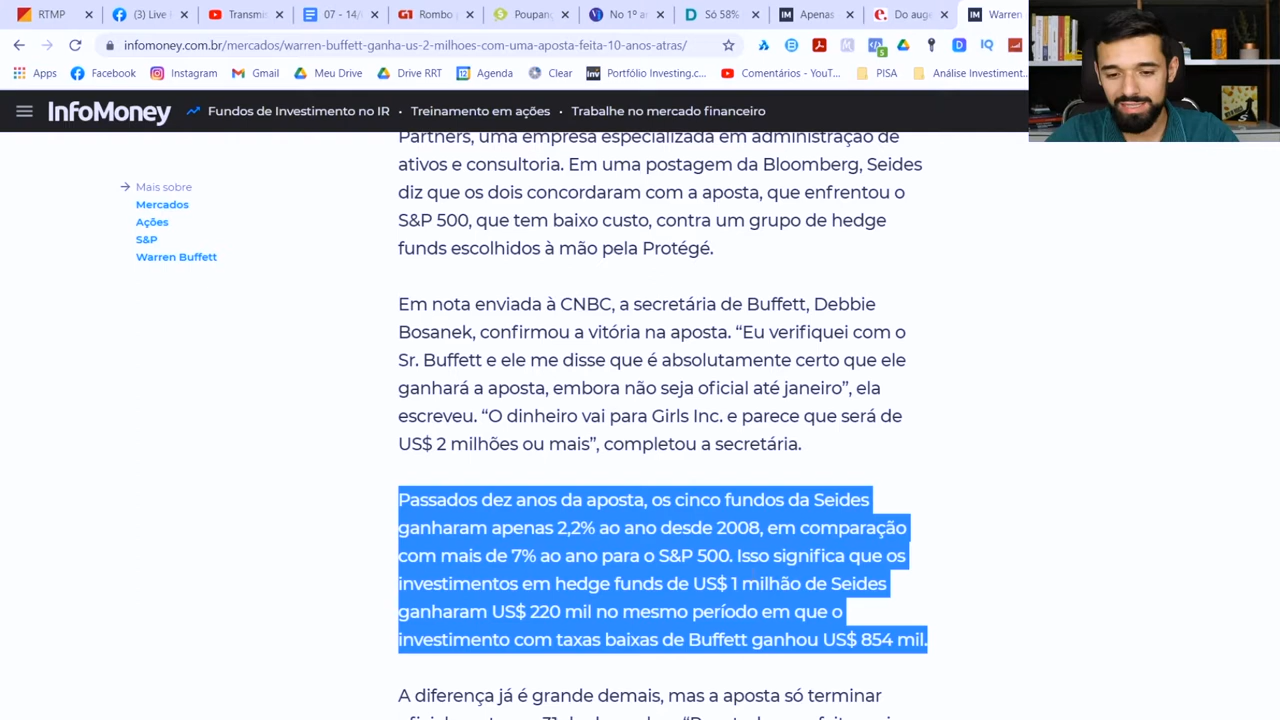 RTMP
(3) Live
Transmis
07 - 14/
Rombo p
Poupanç
No 1º an
Só 58%
Apenas
Do auge
Warren
infomoney.com.br/mercados/warren-buffett-ganha-us-2-milhoes-com-uma-aposta-feita-10-anos-atras/
Apps
Facebook
Instagram
Gmail
Meu Drive
Drive RRT
Agenda
Clear
Portfólio Investing.c...
Comentários - YouT...
PISA
Análise Investiment...
InfoMoney
Fundos de Investimento no IR • Treinamento em ações • Trabalhe no mercado financeiro
Mais sobre
Mercados
Ações
S&P
Warren Buffett
Partners, uma empresa especializada em administração de
ativos e consultoria. Em uma postagem da Bloomberg, Seides
diz que os dois concordaram com a aposta, que enfrentou o
S&P 500, que tem baixo custo, contra um grupo de hedge
funds escolhidos à mão pela Protégé.
Em nota enviada à CNBC, a secretária de Buffett, Debbie
Bosanek, confirmou a vitória na aposta. “Eu verifiquei com o
Sr. Buffett e ele me disse que é absolutamente certo que ele
ganhará a aposta, embora não seja oficial até janeiro”, ela
escreveu. “O dinheiro vai para Girls Inc. e parece que será de
US$ 2 milhões ou mais”, completou a secretária.
Passados dez anos da aposta, os cinco fundos da Seides
ganharam apenas 2,2% ao ano desde 2008, em comparação
com mais de 7% ao ano para o S&P 500. Isso significa que os
investimentos em hedge funds de US$ 1 milhão de Seides
ganharam US$ 220 mil no mesmo período em que o
investimento com taxas baixas de Buffett ganhou US$ 854 mil.
A diferença já é grande demais, mas a aposta só terminar